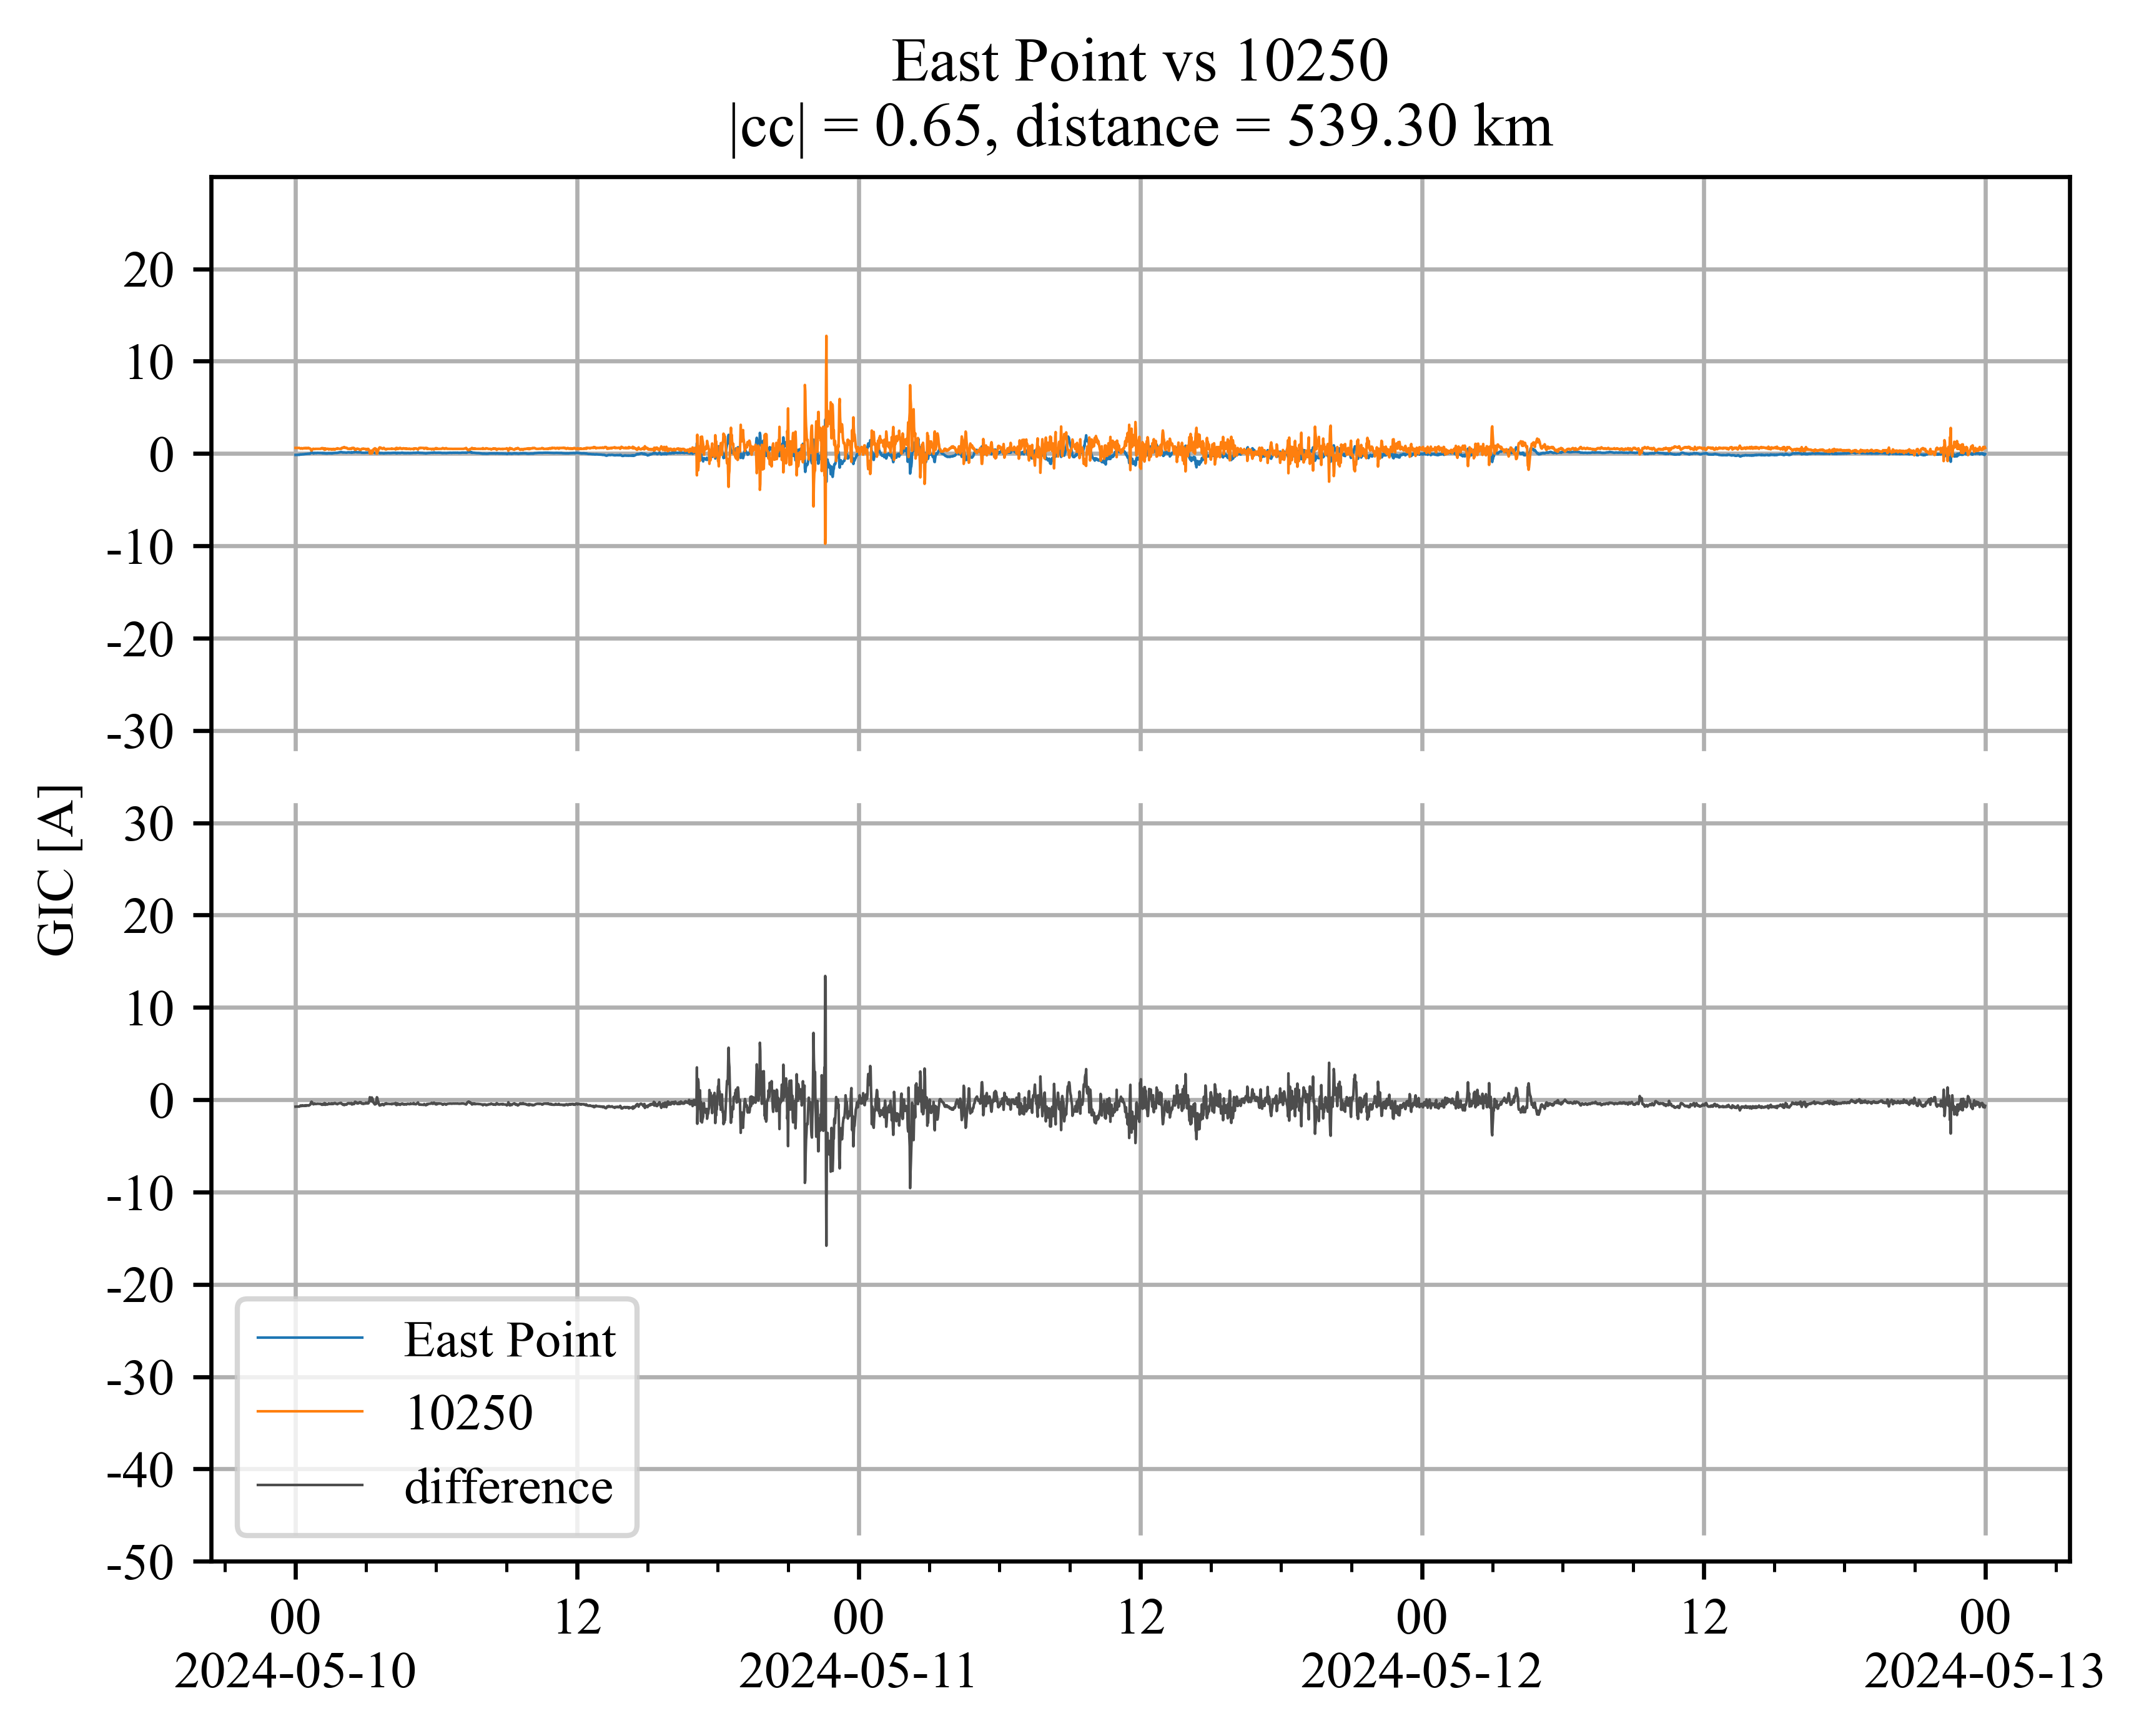 East Point vs 10250
|cc| = 0.65, distance = 539.30 km
20
10
0
-10
-20
-30
30
20
10
0
-10
-20
-30
-40
-50
GIC [A]
East Point
10250
difference
00 12 00 12 00 12 00
2024-05-10 2024-05-11 2024-05-12 2024-05-13